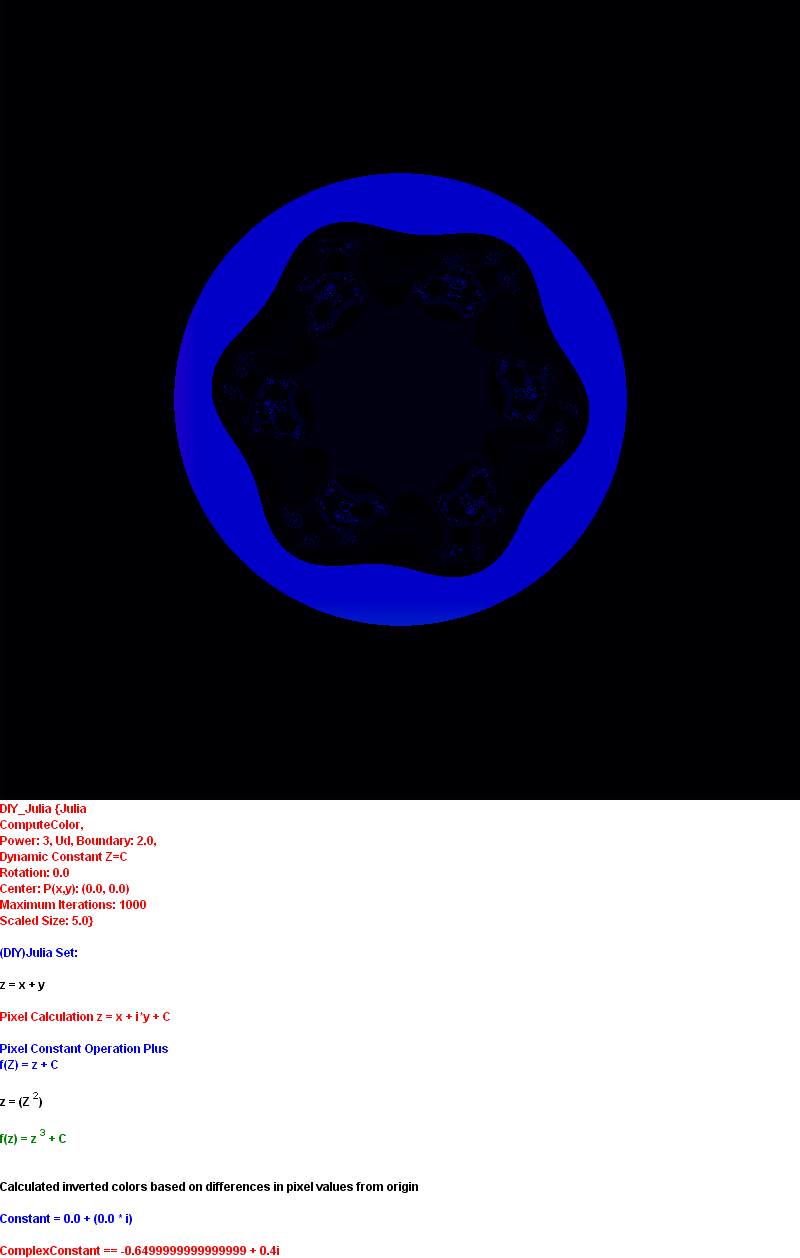 DIY_Julia {Julia
ComputeColor,
Power: 3, Ud, Boundary: 2.0,
Dynamic Constant Z=C
Rotation: 0.0
Center: P(x,y): (0.0, 0.0)
Maximum Iterations: 1000
Scaled Size: 5.0}
(DIY)Julia Set:
z = x + y
Pixel Calculation z = x + i*y + C
Pixel Constant Operation Plus
f(Z) = z + C
z = (Z ²)
f(z) = z ³ + C
Calculated inverted colors based on differences in pixel values from origin
Constant = 0.0 + (0.0 * i)
ComplexConstant == -0.6499999999999999 + 0.4i